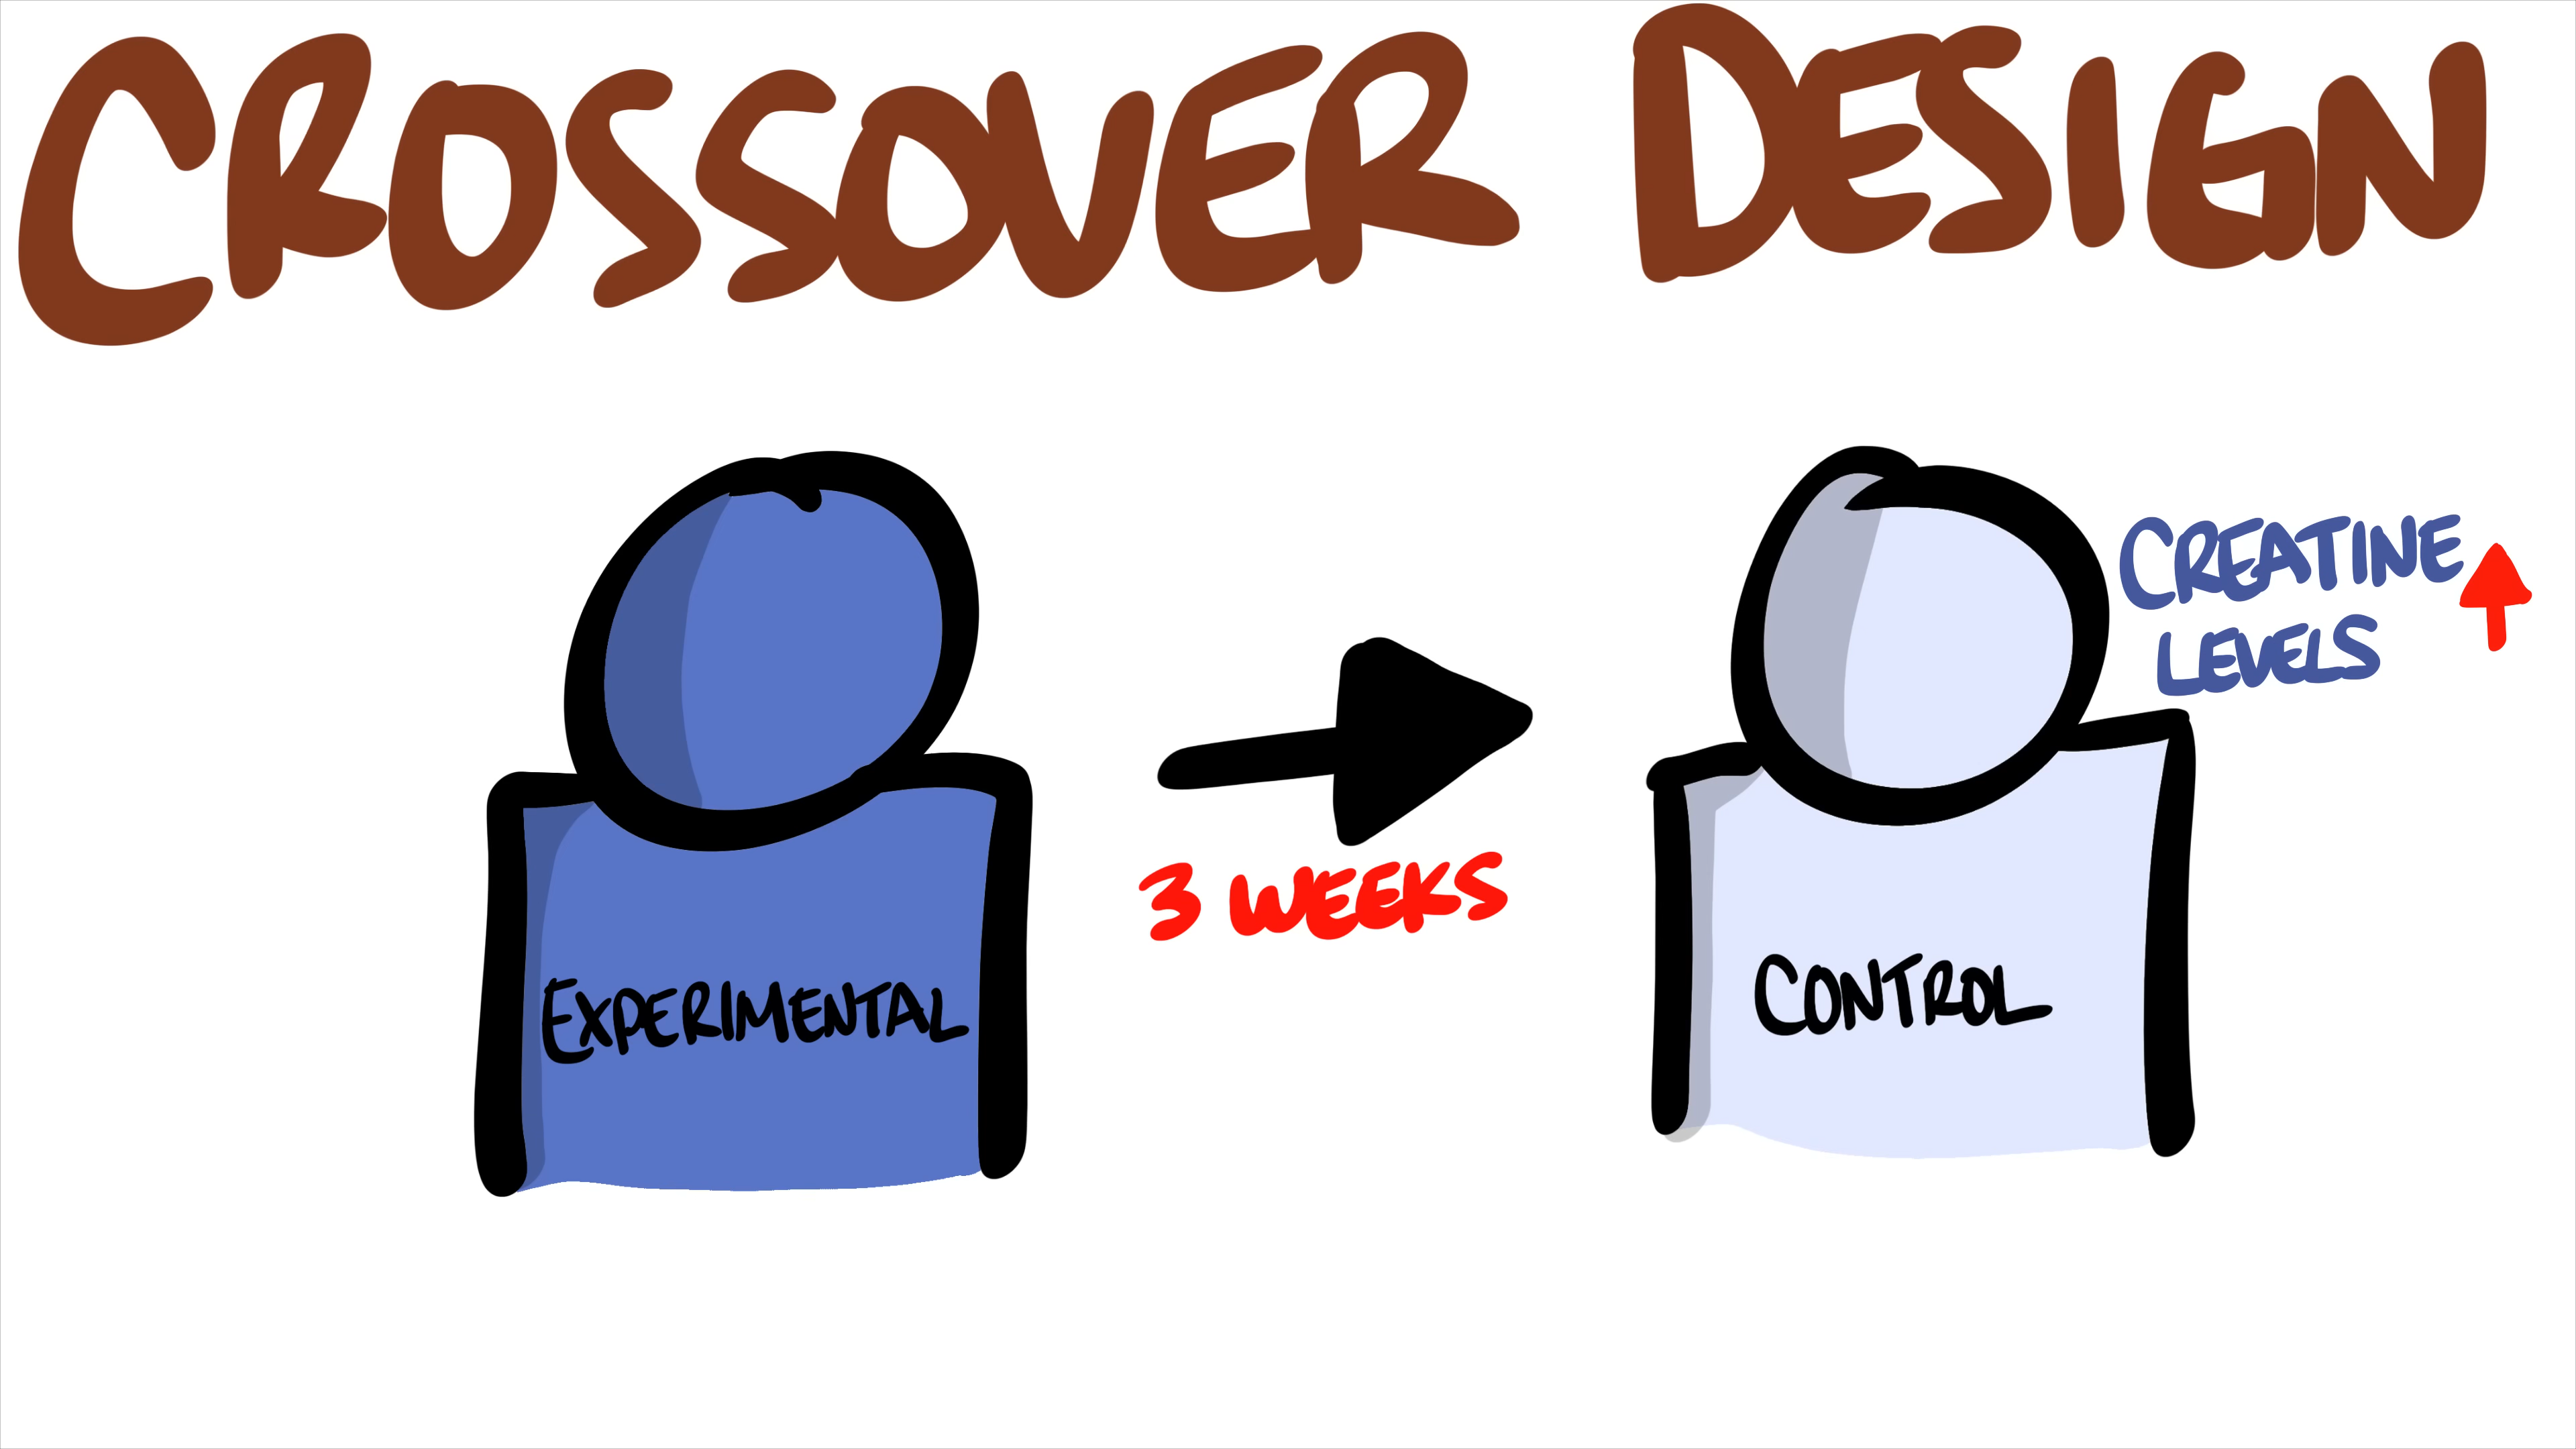 CROSSOVER DESIGN
CREATINE
LEVELS
3 WEEKS
EXPERIMENTAL
CONTROL